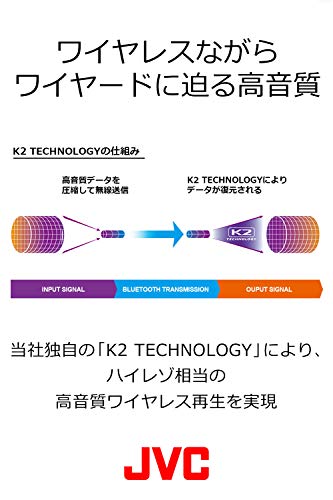 ワイヤレスながら
ワイヤードに迫る高音質
K2 TECHNOLOGYの仕組み
高音質データを
圧縮して無線送信
K2 TECHNOLOGYにより
データが復元される
K2
TECHNOLOGY
INPUT SIGNAL
BLUETOOTH TRANSMISSION
OUPUT SIGNAL
当社独自の「K2 TECHNOLOGY」により、
ハイレゾ相当の
高音質ワイヤレス再生を実現
JVC